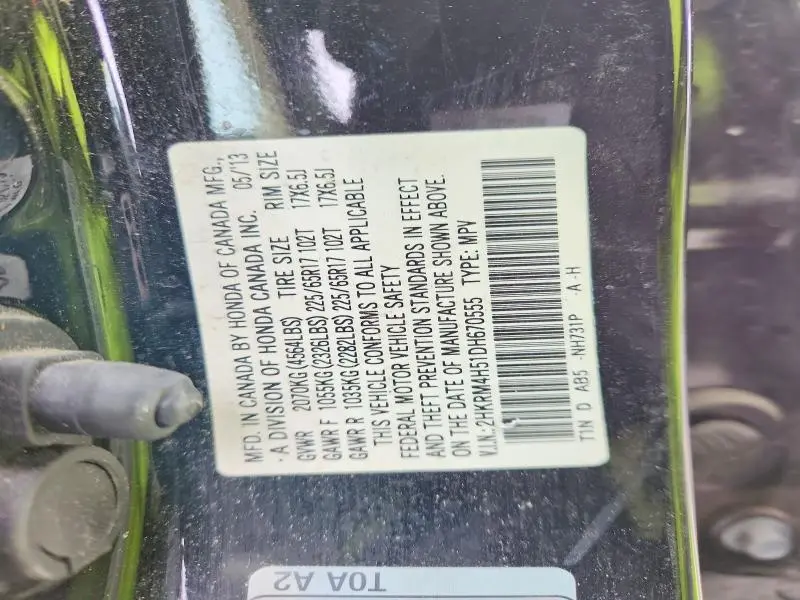 MFD. IN CANADA BY HONDA OF CANADA MFG.,
- A DIVISION OF HONDA CANADA INC. 05/13
GVWR 2070KG(4564LBS) TIRE SIZE RIM SIZE
GAWR F 1055KG(2326LBS) 225/65R17 102T 17X6.5J
GAWR R 1035KG(2282LBS) 225/65R17 102T 17X6.5J
THIS VEHICLE CONFORMS TO ALL APPLICABLE
FEDERAL MOTOR VEHICLE SAFETY
AND THEFT PREVENTION STANDARDS IN EFFECT
ON THE DATE OF MANUFACTURE SHOWN ABOVE.
V.I.N.: 2HKRM4H51DH670555 TYPE: MPV
TIN D AB5 NH731P -A-H
T0A A2